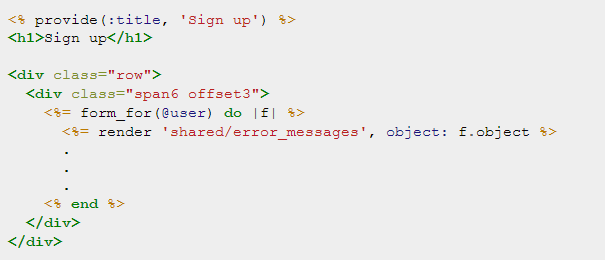 <% provide(:title, 'Sign up') %>
<h1>Sign up</h1>

<div class="row">
  <div class="span6 offset3">
    <%= form_for(@user) do |f| %>
      <%= render 'shared/error_messages', object: f.object %>
      .
      .
      .
    <% end %>
  </div>
</div>